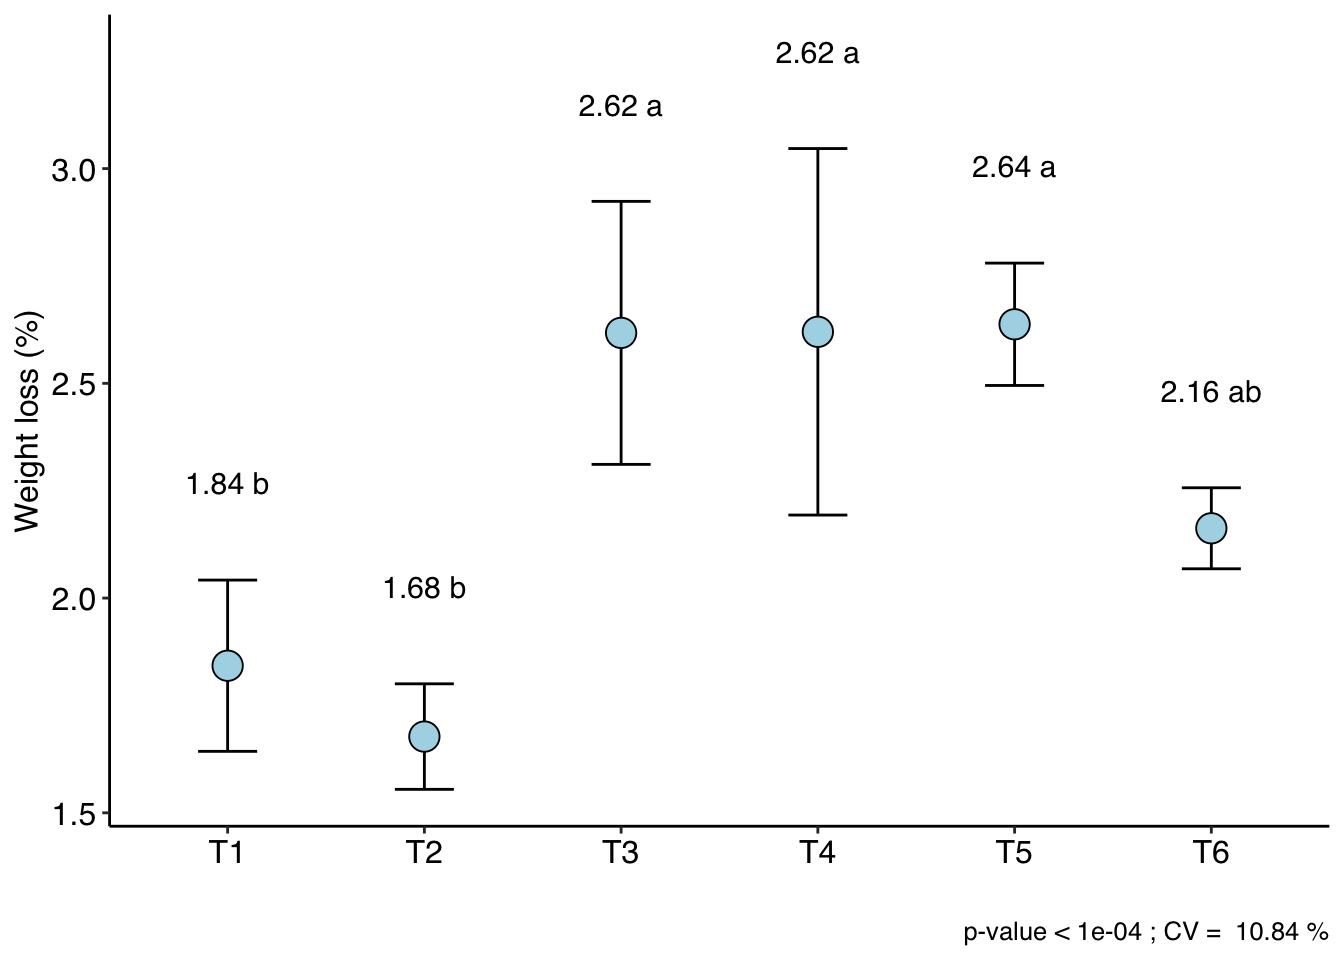 2.62 a
2.62 a
3.0
2.64 a
2.5
2.16 ab
Weight loss (%)
1.84 b
1.68 b
2.0
1.5
T1 T2 T3 T4 T5 T6
p-value < 1e-04 ; CV =  10.84 %